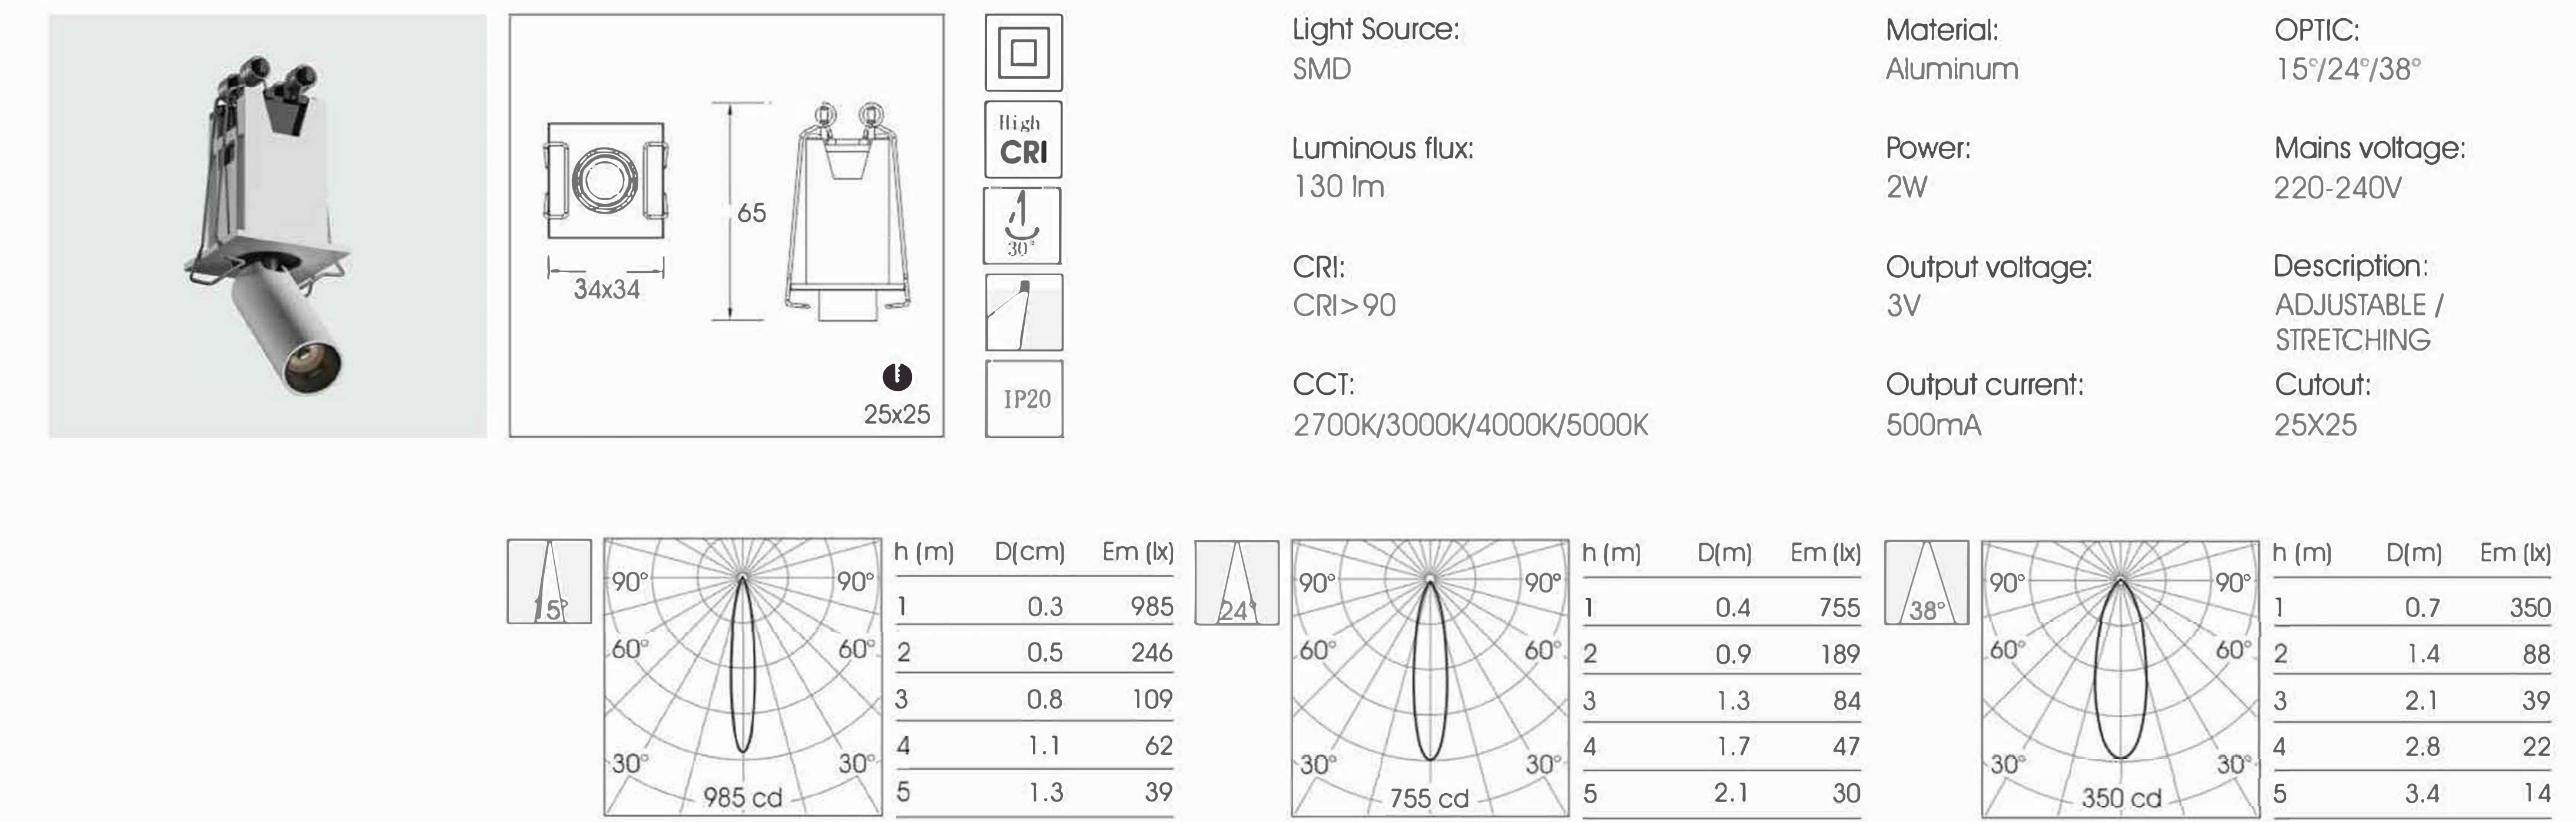 65
34x34
25x25
High
CRI
30°
IP20
Light Source:
SMD
Luminous flux:
130 lm
CRI:
CRI>90
CCT:
2700K/3000K/4000K/5000K
Material:
Aluminum
Power:
2W
Output voltage:
3V
Output current:
500mA
OPTIC:
15°/24°/38°
Mains voltage:
220-240V
Description:
ADJUSTABLE /
STRETCHING
Cutout:
25X25
15°
90° 90°
60° 60°
30° 30°
985 cd
h (m) D(cm) Em (lx)
1 0.3 985
2 0.5 246
3 0.8 109
4 1.1 62
5 1.3 39
24°
90° 90°
60° 60°
30° 30°
755 cd
h (m) D(m) Em (lx)
1 0.4 755
2 0.9 189
3 1.3 84
4 1.7 47
5 2.1 30
38°
90° 90°
60° 60°
30° 30°
350 cd
h (m) D(m) Em (lx)
1 0.7 350
2 1.4 88
3 2.1 39
4 2.8 22
5 3.4 14